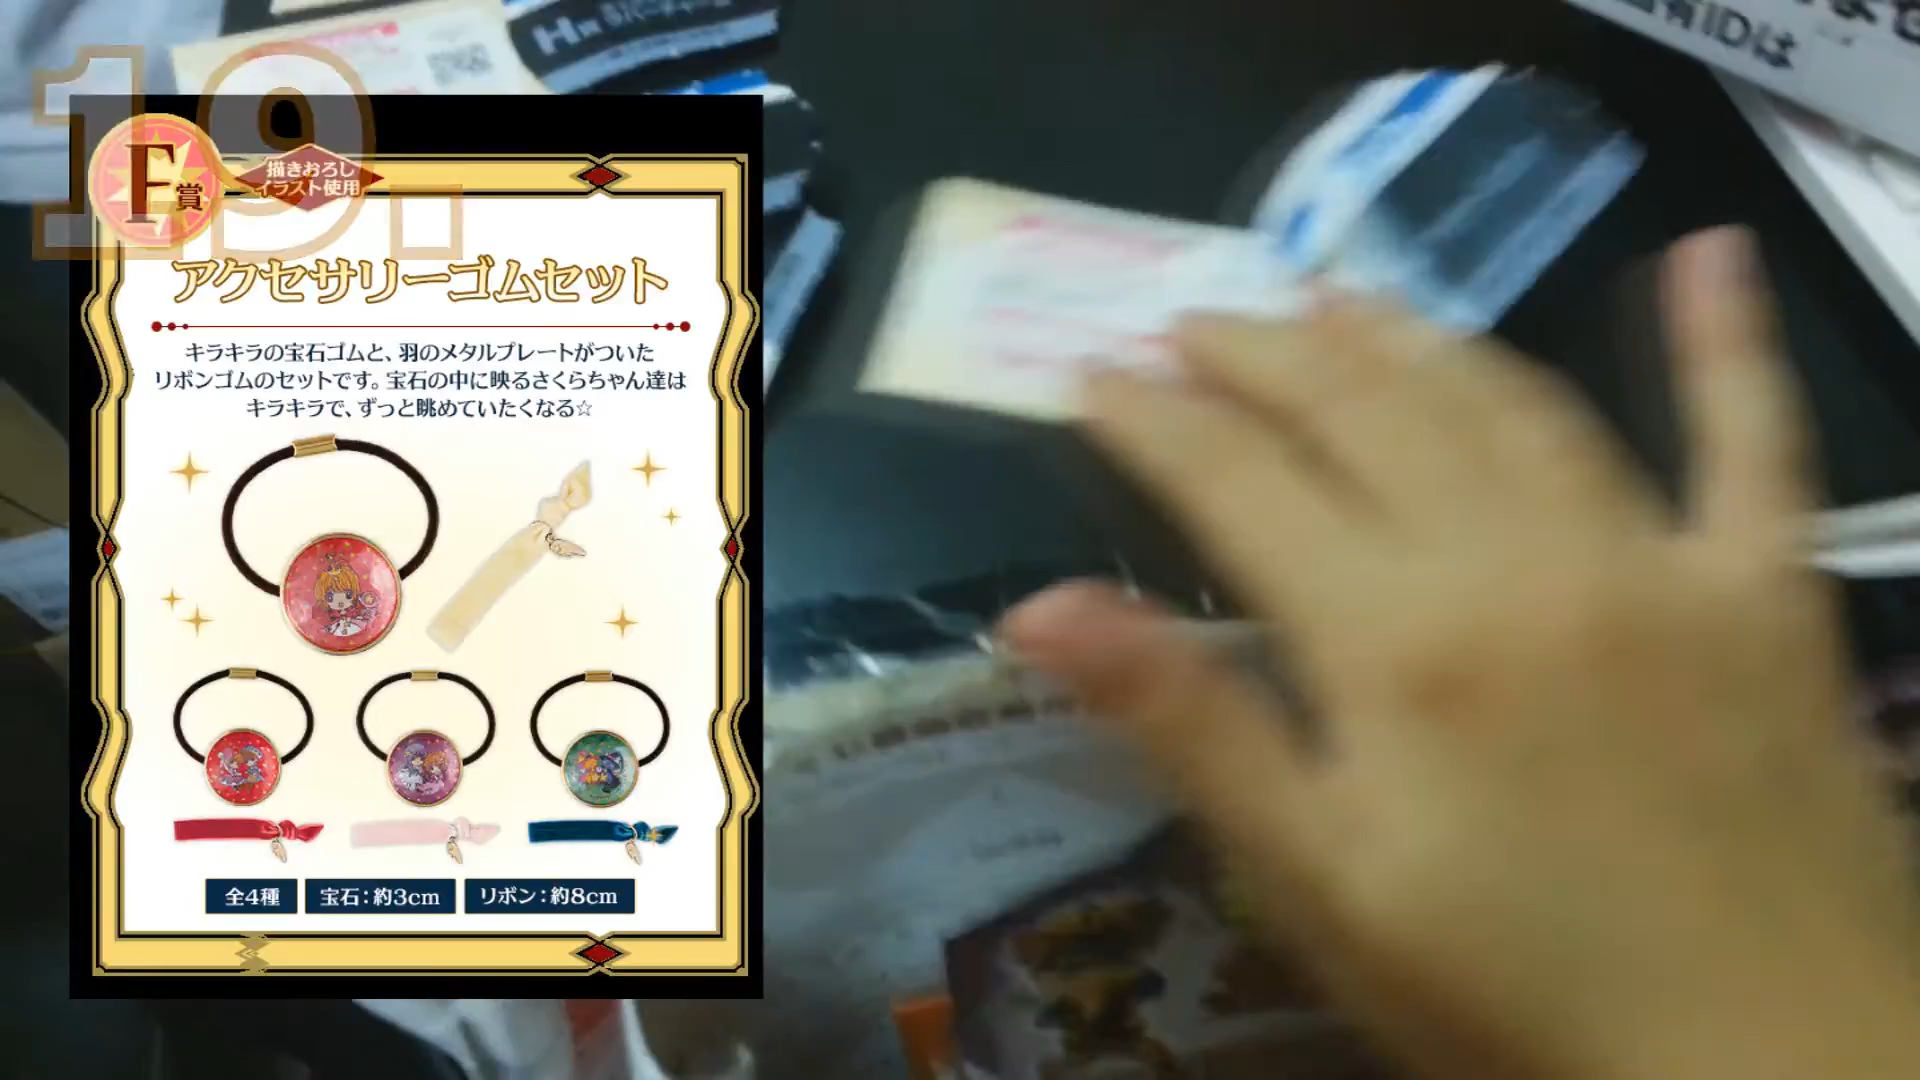 19.
F賞
描きおろし
イラスト使用
アクセサリーゴムセット
キラキラの宝石ゴムと、羽のメタルプレートがついた
リボンゴムのセットです。宝石の中に映るさくらちゃん達は
キラキラで、ずっと眺めていたくなる☆
全4種
宝石：約3cm
リボン：約8cm
有IDは